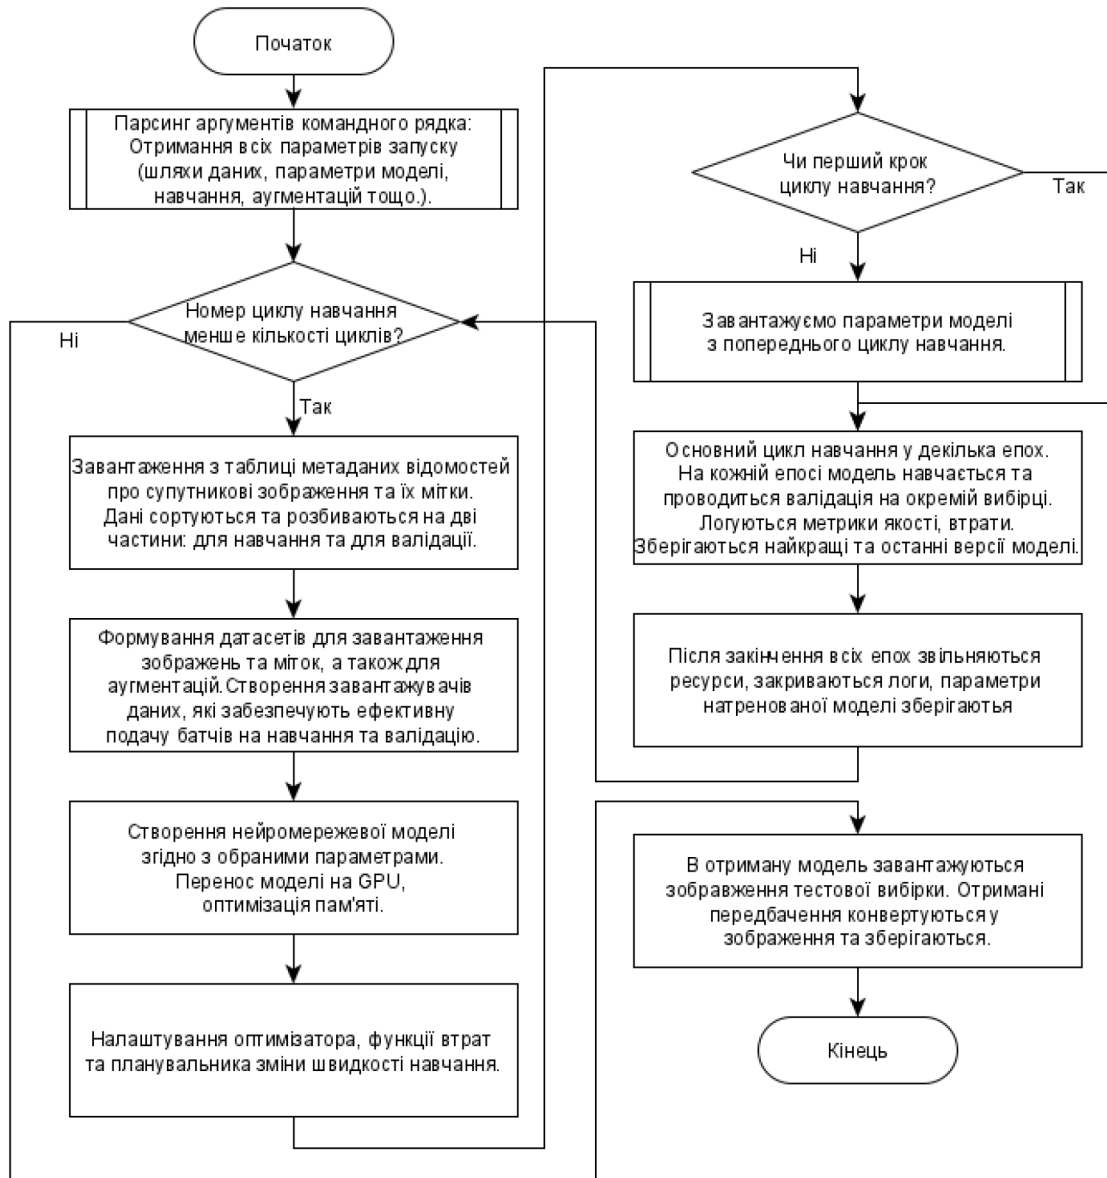 Початок
Парсинг аргументів командного рядка:
Отримання всіх параметрів запуску
(шляхи даних, параметри моделі,
навчання, аугментацій тощо.).
Номер циклу навчання
менше кількості циклів?
Ні
Так
Завантаження з таблиці метаданих відомостей
про супутникові зображення та їх мітки.
Дані сортуються та розбиваються на дві
частини: для навчання та для валідації.
Формування датасетів для завантаження
зображень та міток, а також для
аугментацій.Створення завантажувачів
даних, які забезпечують ефективну
подачу батчів на навчання та валідацію.
Створення нейромережевої моделі
згідно з обраними параметрами.
Перенос моделі на GPU,
оптимізація пам'яті.
Налаштування оптимізатора, функції втрат
та планувальника зміни швидкості навчання.
Чи перший крок
циклу навчання?
Так
Ні
Завантажуємо параметри моделі
з попереднього циклу навчання.
Основний цикл навчання у декілька епох.
На кожній епосі модель навчається та
проводиться валідація на окремій вибірці.
Логуються метрики якості, втрати.
Зберігаються найкращі та останні версії моделі.
Після закінчення всіх епох звільняються
ресурси, закриваються логи, параметри
натренованої моделі зберігаютья
В отриману модель завантажуються
зобравження тестової вибірки. Отримані
передбачення конвертуються у
зображення та зберігаються.
Кінець